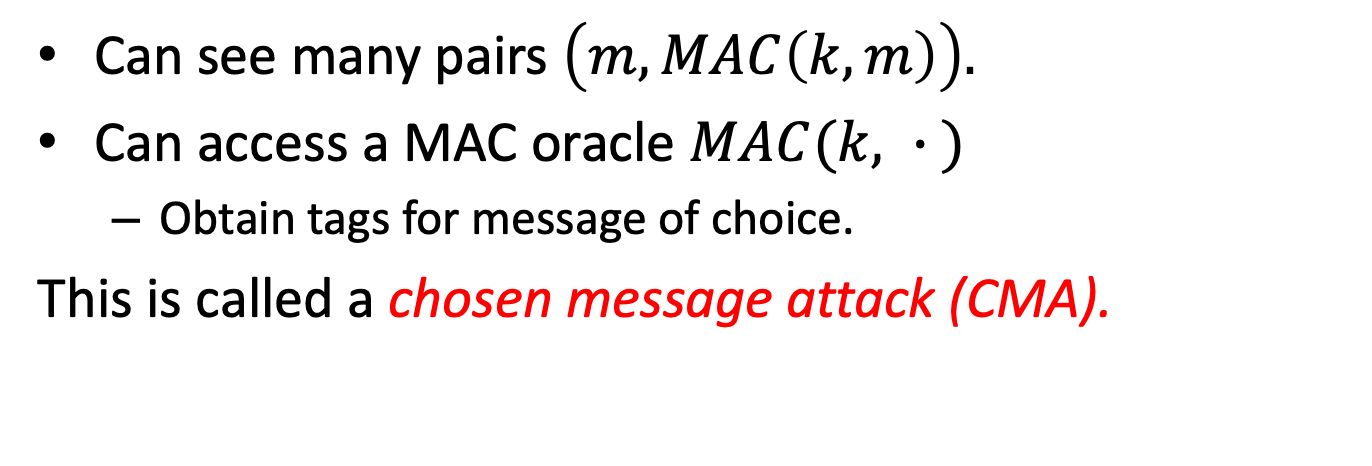 • Can see many pairs (m, MAC(k, m)).
• Can access a MAC oracle MAC(k, · )
– Obtain tags for message of choice.
This is called a chosen message attack (CMA).